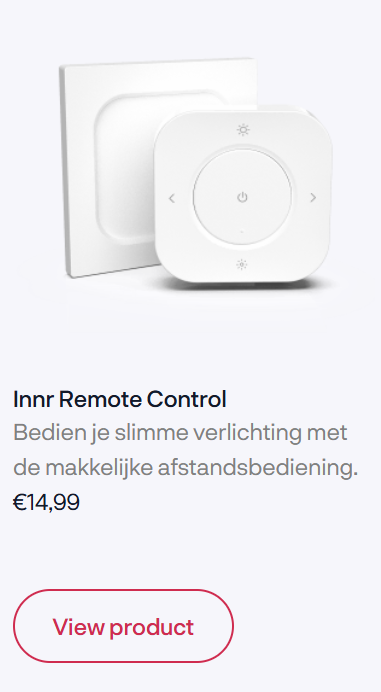 Innr Remote Control
Bedien je slimme verlichting met
de makkelijke afstandsbediening.
€14,99
View product